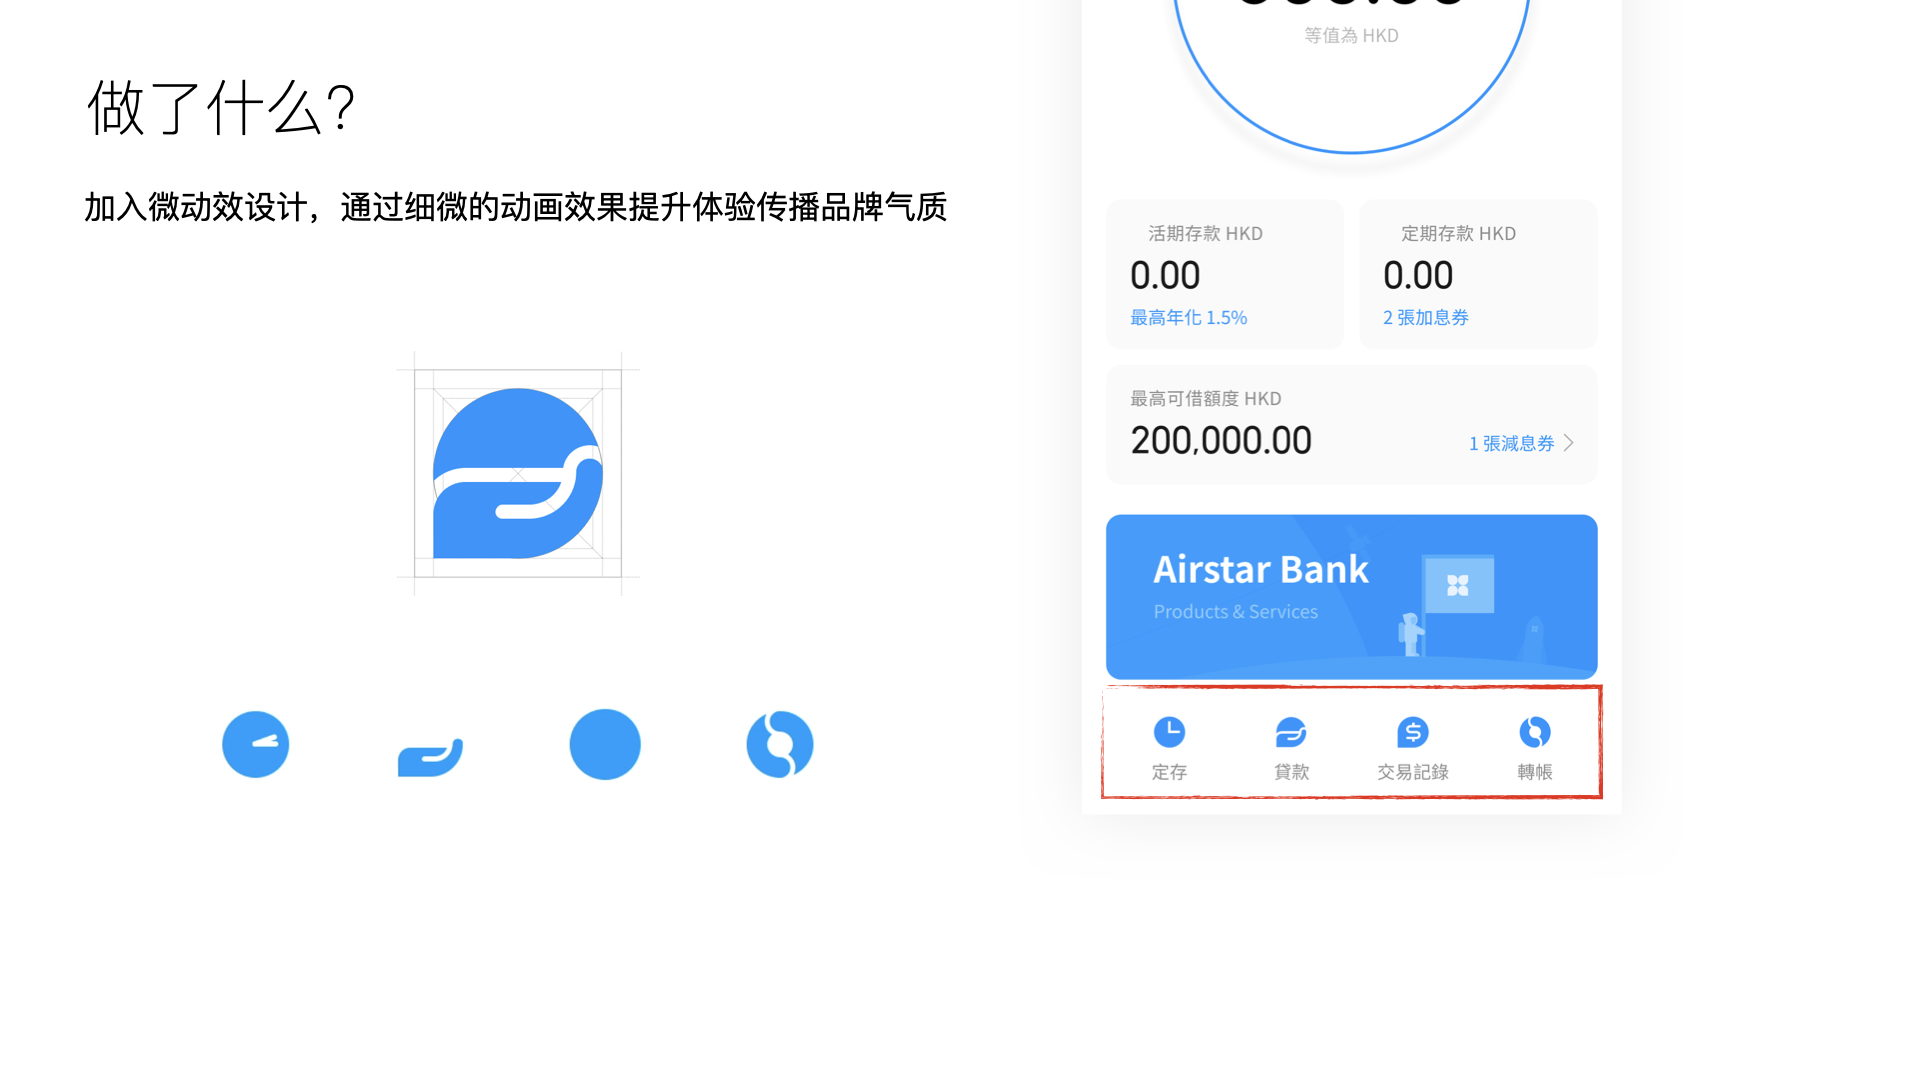 做了什么？
加入微动效设计，通过细微的动画效果提升体验传播品牌气质
等值為 HKD
活期存款 HKD
0.00
最高年化 1.5%
定期存款 HKD
0.00
2 張加息券
最高可借額度 HKD
200,000.00
1 張減息券
Airstar Bank
Products & Services
定存
貸款
交易記錄
轉帳